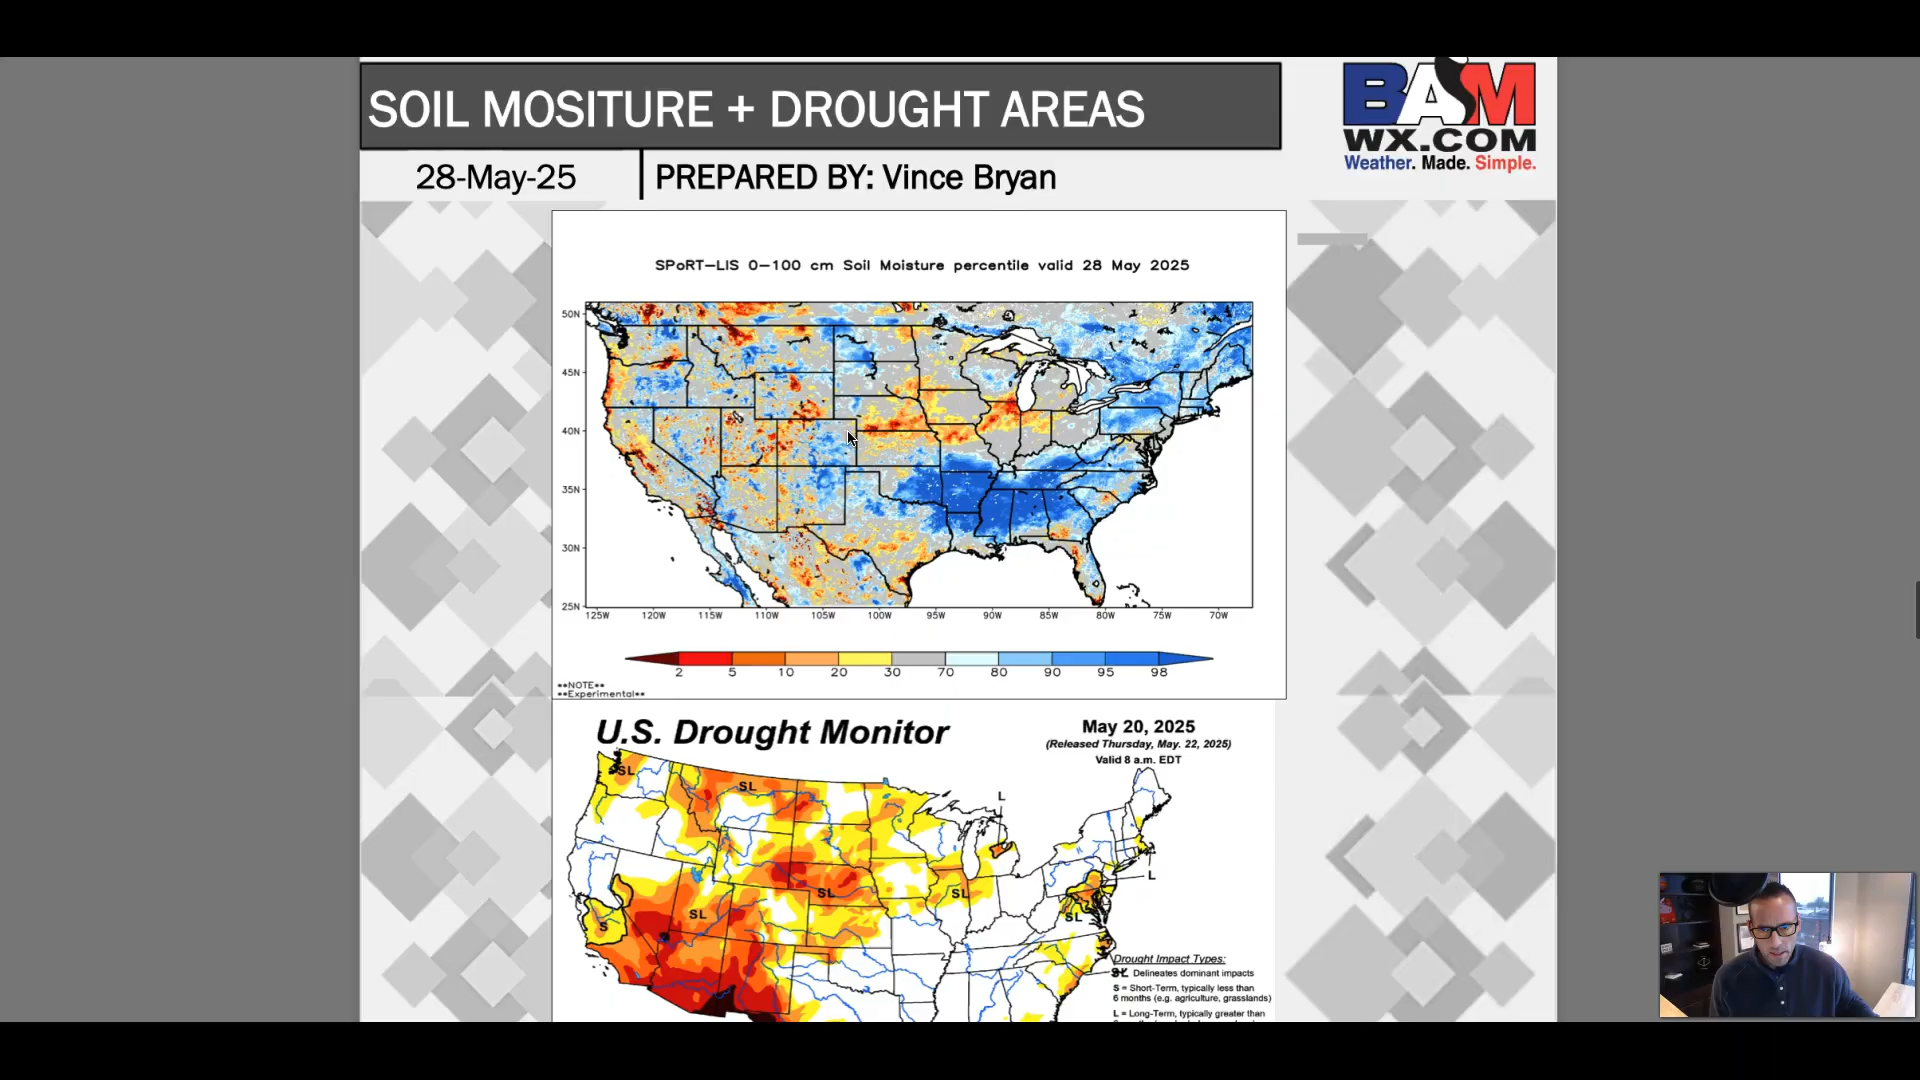 SOIL MOSITURE + DROUGHT AREAS
BAM
WX.COM
Weather. Made. Simple.
28-May-25
PREPARED BY: Vince Bryan
SPoRT-LIS 0-100 cm Soil Moisture percentile valid 28 May 2025
50N
45N
40N
35N
30N
25N
125W 120W 115W 110W 105W 100W 95W 90W 85W 80W 75W 70W
2 5 10 20 30 70 80 90 95 98
**NOTE**
**Experimental**
U.S. Drought Monitor
May 20, 2025
(Released Thursday, May. 22, 2025)
Valid 8 a.m. EDT
SL
SL
L
L
SL
SL
SL
SL
S
Drought Impact Types:
Delineates dominant impacts
S = Short-Term, typically less than
6 months (e.g. agriculture, grasslands)
L = Long-Term, typically greater than